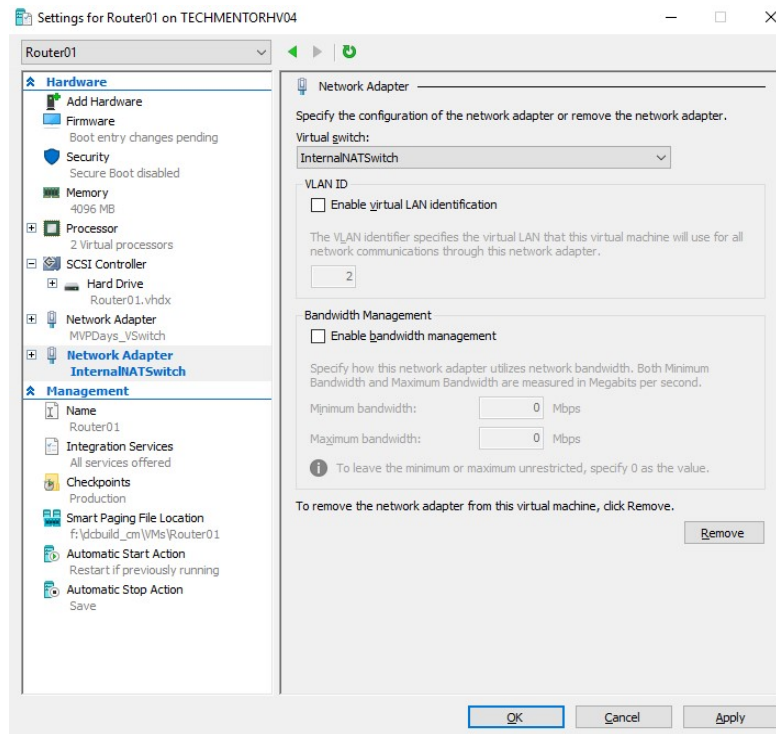 Settings for Router01 on TECHMENTORHV04
Router01
Hardware
Add Hardware
Firmware
Boot entry changes pending
Security
Secure Boot disabled
Memory
4096 MB
Processor
2 Virtual processors
SCSI Controller
Hard Drive
Router01.vhdx
Network Adapter
MVPDays_VSwitch
Network Adapter
InternalNATSwitch
Management
Name
Router01
Integration Services
All services offered
Checkpoints
Production
Smart Paging File Location
f:\dcbuild_cm\VMs\Router01
Automatic Start Action
Restart if previously running
Automatic Stop Action
Save
Network Adapter
Specify the configuration of the network adapter or remove the network adapter.
Virtual switch:
InternalNATSwitch
VLAN ID
Enable virtual LAN identification
The VLAN identifier specifies the virtual LAN that this virtual machine will use for all
network communications through this network adapter.
2
Bandwidth Management
Enable bandwidth management
Specify how this network adapter utilizes network bandwidth. Both Minimum
Bandwidth and Maximum Bandwidth are measured in Megabits per second.
Minimum bandwidth: 0 Mbps
Maximum bandwidth: 0 Mbps
To leave the minimum or maximum unrestricted, specify 0 as the value.
To remove the network adapter from this virtual machine, click Remove.
Remove
OK Cancel Apply